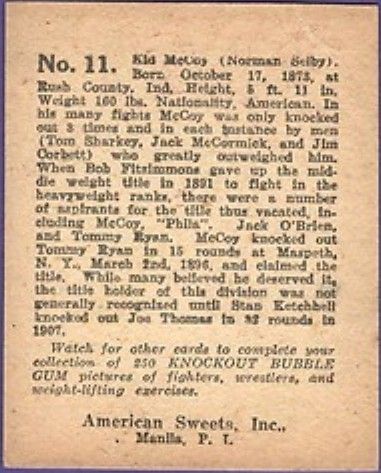 No. 11. Kid McCoy (Norman Selby).
Born October 17, 1873, at
Rush County. Ind, Height, 5 ft. 11 in.
Weight 160 lbs. Nationality, American. In
his many fights McCoy was only knocked
out 3 times and in each instance by men
(Tom Sharkey, Jack McCormick, and Jim
Corbett) who greatly outweighed him.
When Bob Fitzsimmons gave up the mid-
dle weight title in 1891 to fight in the
heavyweight ranks, there were a number
of aspirants for the title thus vacated, in-
cluding McCoy, "Phila". Jack O'Brien,
and Tommy Ryan. McCoy knocked out
Tommy Ryan in 15 rounds at Maspeth,
N. Y., March 2nd, 1896, and claimed the
title. While many believed he deserved it,
the title holder of this division was not
generally recognized until Stan Ketchell
knocked out Joe Thomas in 32 rounds in
1907.
Watch for other cards to complete your
collection of 250 KNOCKOUT BUBBLE
GUM pictures of fighters, wrestlers, and
weight-lifting exercises.
American Sweets, Inc.,
Manila, P. I.